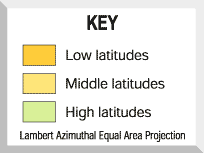 KEY
Low latitudes
Middle latitudes
High latitudes
Lambert Azimuthal Equal Area Projection